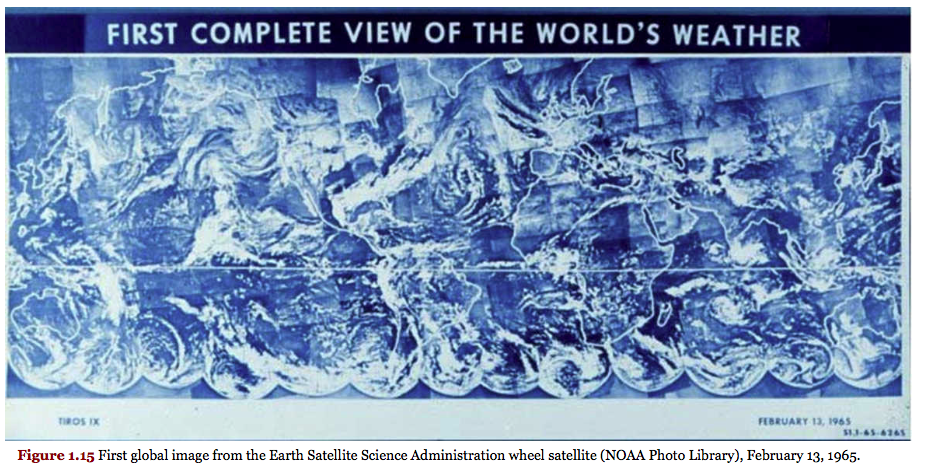 FIRST COMPLETE VIEW OF THE WORLD'S WEATHER
TIROS IX
FEBRUARY 13, 1965
S1.1-65-6265
Figure 1.15 First global image from the Earth Satellite Science Administration wheel satellite (NOAA Photo Library), February 13, 1965.